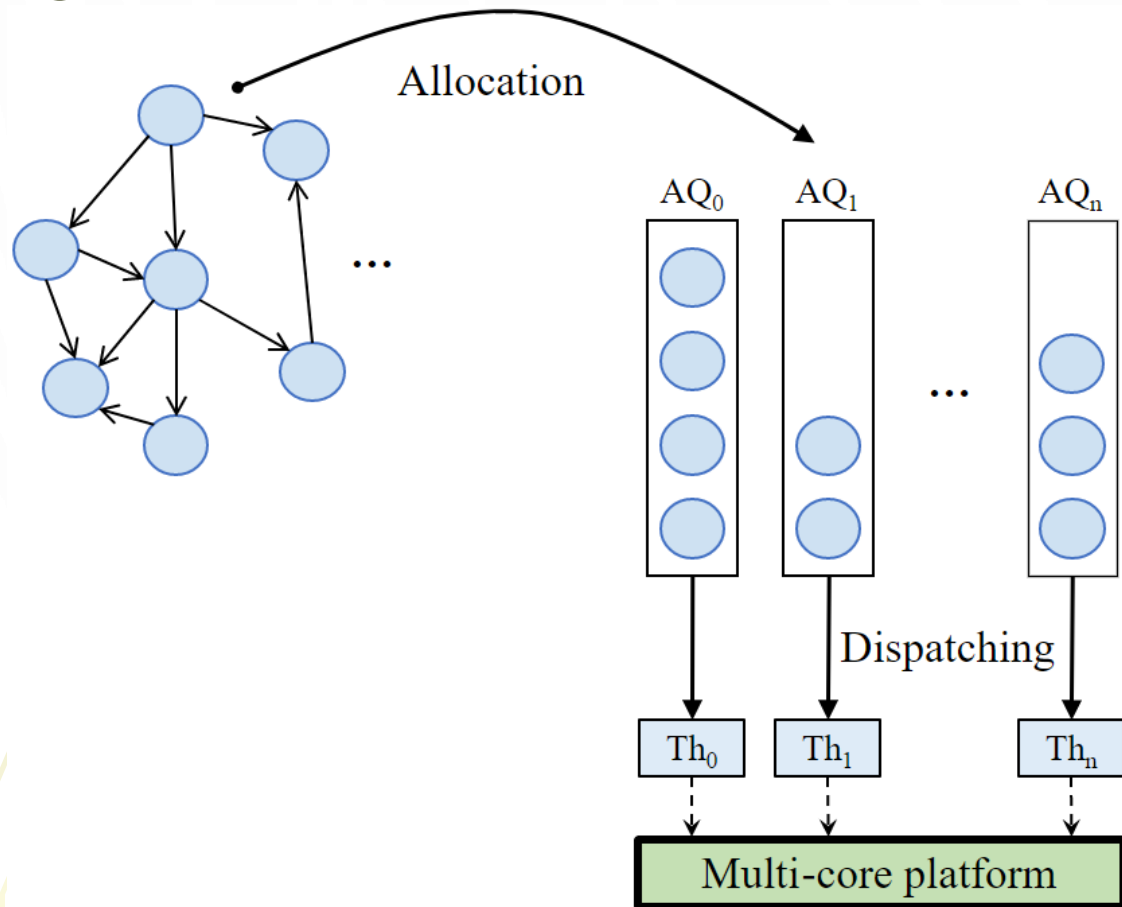 Allocation
...
AQ₀ AQ₁ AQₙ
...
Dispatching
Th₀ Th₁ Thₙ
Multi-core platform